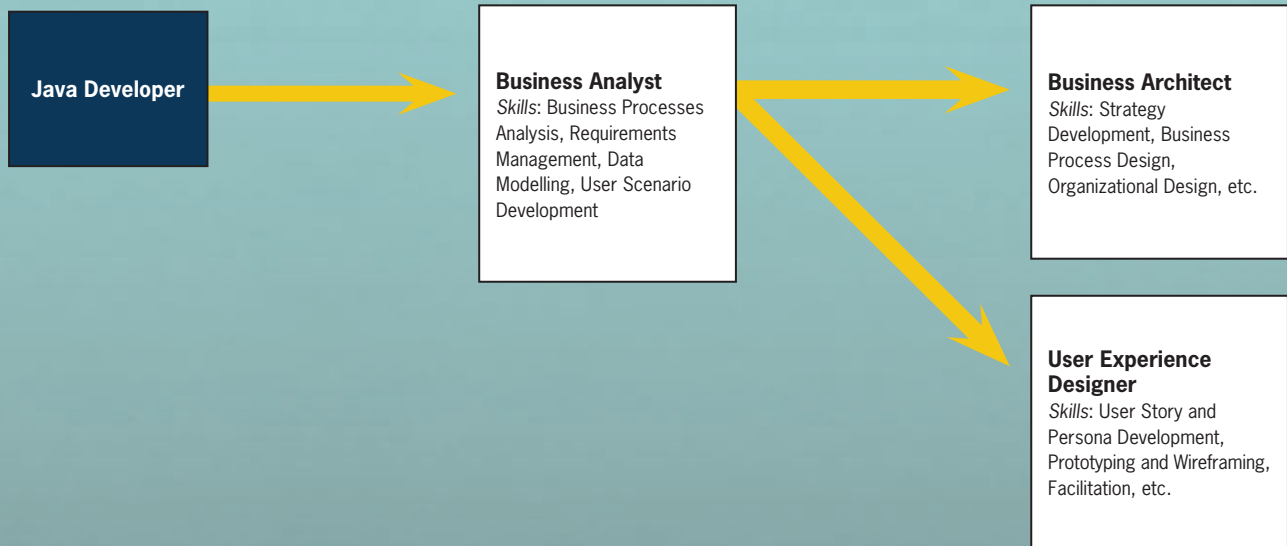 Java Developer
Business Analyst
Skills: Business Processes
Analysis, Requirements
Management, Data
Modelling, User Scenario
Development
Business Architect
Skills: Strategy
Development, Business
Process Design,
Organizational Design, etc.
User Experience
Designer
Skills: User Story and
Persona Development,
Prototyping and Wireframing,
Facilitation, etc.